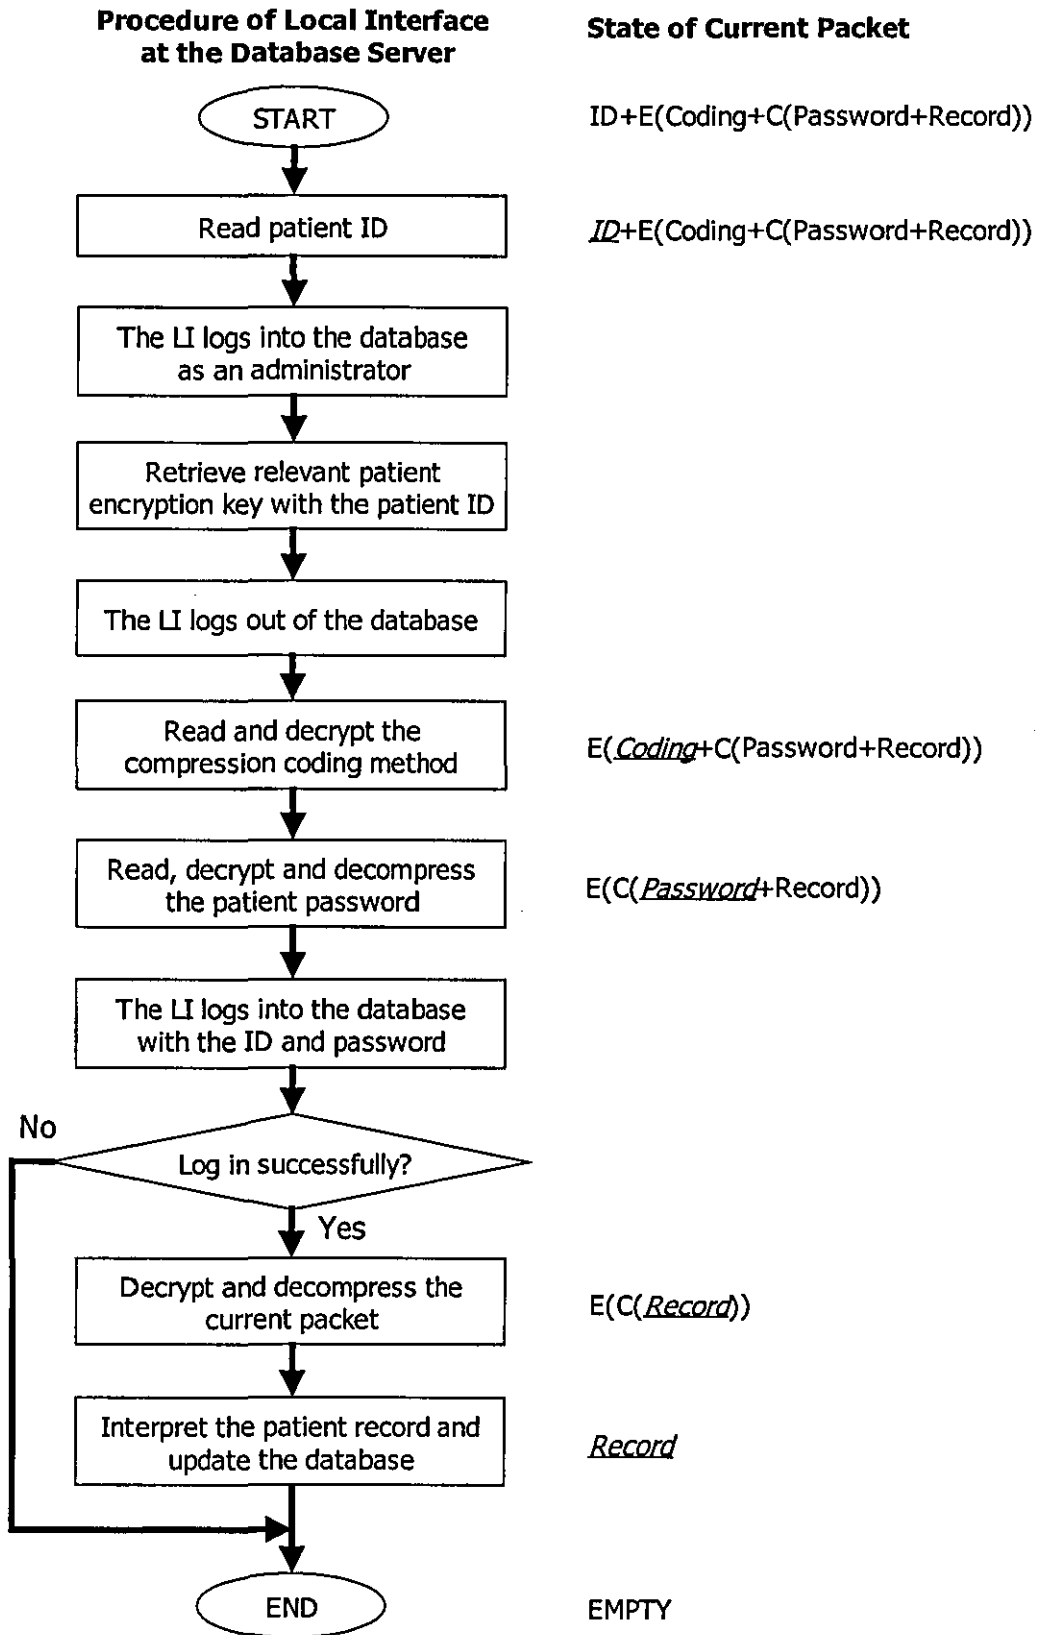 Procedure of Local Interface
at the Database Server
State of Current Packet
START
ID+E(Coding+C(Password+Record))
Read patient ID
ID+E(Coding+C(Password+Record))
The LI logs into the database
as an administrator
Retrieve relevant patient
encryption key with the patient ID
The LI logs out of the database
Read and decrypt the
compression coding method
E(Coding+C(Password+Record))
Read, decrypt and decompress
the patient password
E(C(Password+Record))
The LI logs into the database
with the ID and password
No
Log in successfully?
Yes
Decrypt and decompress the
current packet
E(C(Record))
Interpret the patient record and
update the database
Record
END
EMPTY